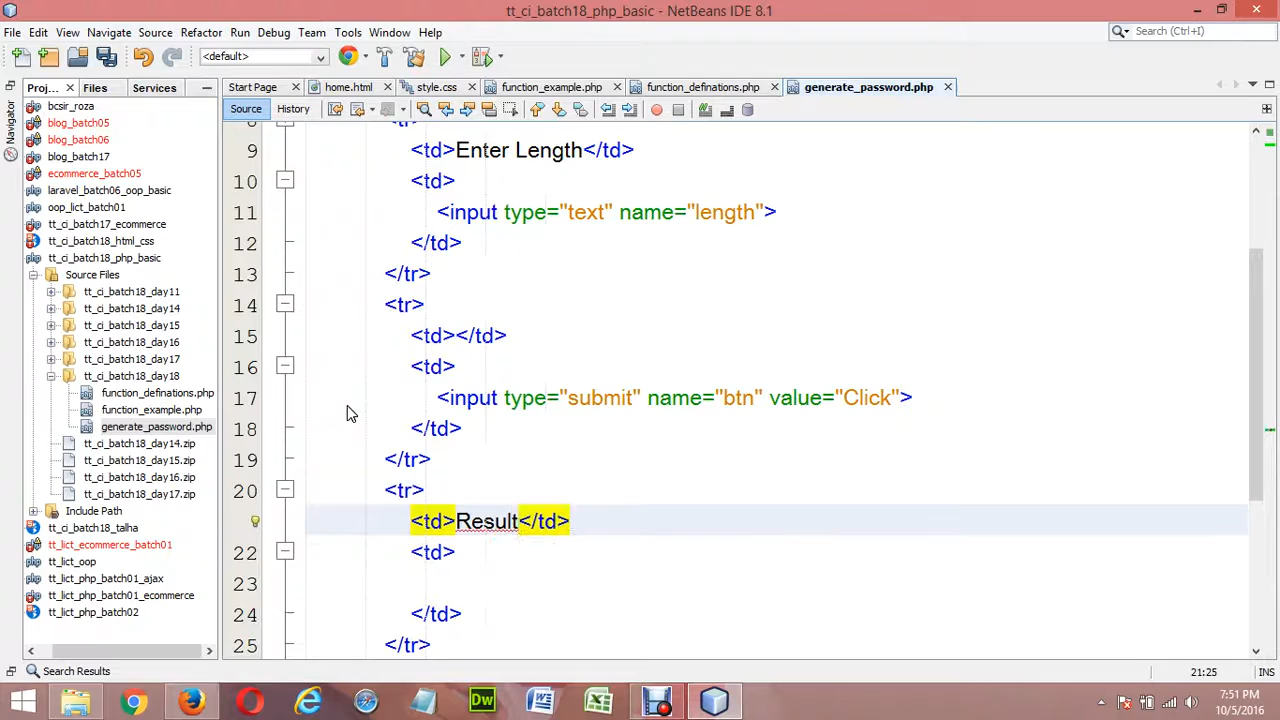 tt_ci_batch18_php_basic - NetBeans IDE 8.1
File Edit View Navigate Source Refactor Run Debug Team Tools Window Help
Search (Ctrl+I)
<default>
Proj... Files Services
Start Page home.html style.css function_example.php function_definations.php generate_password.php
Source History
Navigator
bcsir_roza
blog_batch05
blog_batch06
blog_batch17
ecommerce_batch05
laravel_batch06_oop_basic
oop_lict_batch01
tt_ci_batch17_ecommerce
tt_ci_batch18_html_css
tt_ci_batch18_php_basic
Source Files
tt_ci_batch18_day11
tt_ci_batch18_day14
tt_ci_batch18_day15
tt_ci_batch18_day16
tt_ci_batch18_day17
tt_ci_batch18_day18
function_definations.php
function_example.php
generate_password.php
tt_ci_batch18_day14.zip
tt_ci_batch18_day15.zip
tt_ci_batch18_day16.zip
tt_ci_batch18_day17.zip
Include Path
tt_ci_batch18_talha
tt_lict_ecommerce_batch01
tt_lict_oop
tt_lict_php_batch01_ajax
tt_lict_php_batch01_ecommerce
tt_lict_php_batch02
8 <tr>
9 <td>Enter Length</td>
10 <td>
11 <input type="text" name="length">
12 </td>
13 </tr>
14 <tr>
15 <td></td>
16 <td>
17 <input type="submit" name="btn" value="Click">
18 </td>
19 </tr>
20 <tr>
<td>Result</td>
22 <td>
23
24 </td>
25 </tr>
Search Results
21:25 INS
Dw
7:51 PM
10/5/2016